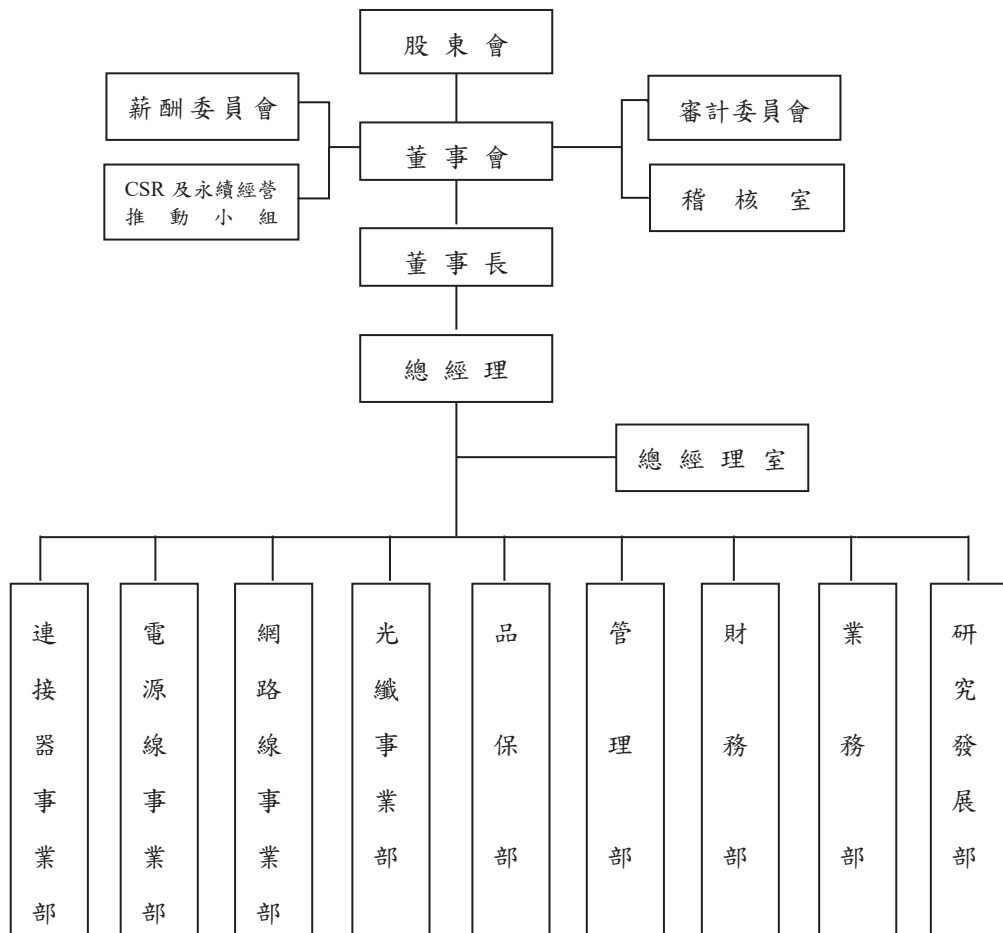 股東會
薪酬委員會
審計委員會
董事會
CSR 及永續經營
推動小組
稽核室
董事長
總經理
總經理室
連接器事業部
電源線事業部
網路線事業部
光纖事業部
品保部
管理部
財務部
業務部
研究發展部